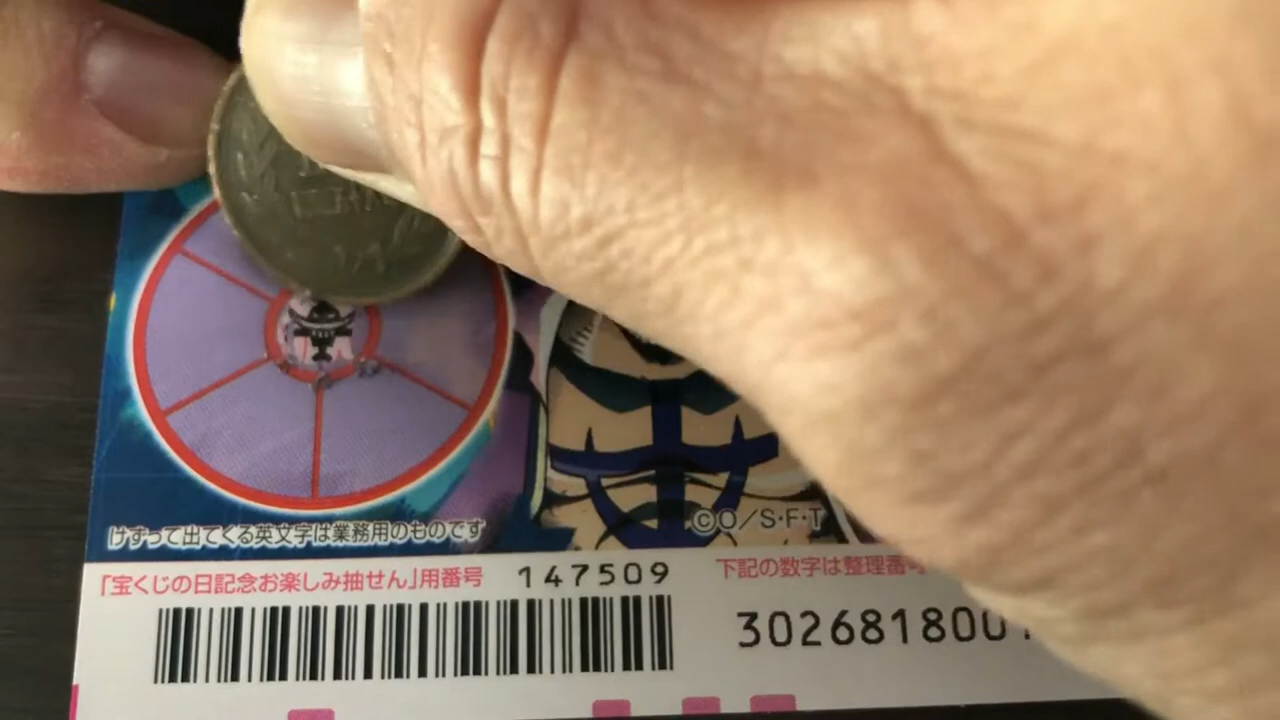 けずって出てくる英文字は業務用のものです
©O/S・F・T
「宝くじの日記念お楽しみ抽せん」用番号 147509
下記の数字は整理番号
302681800